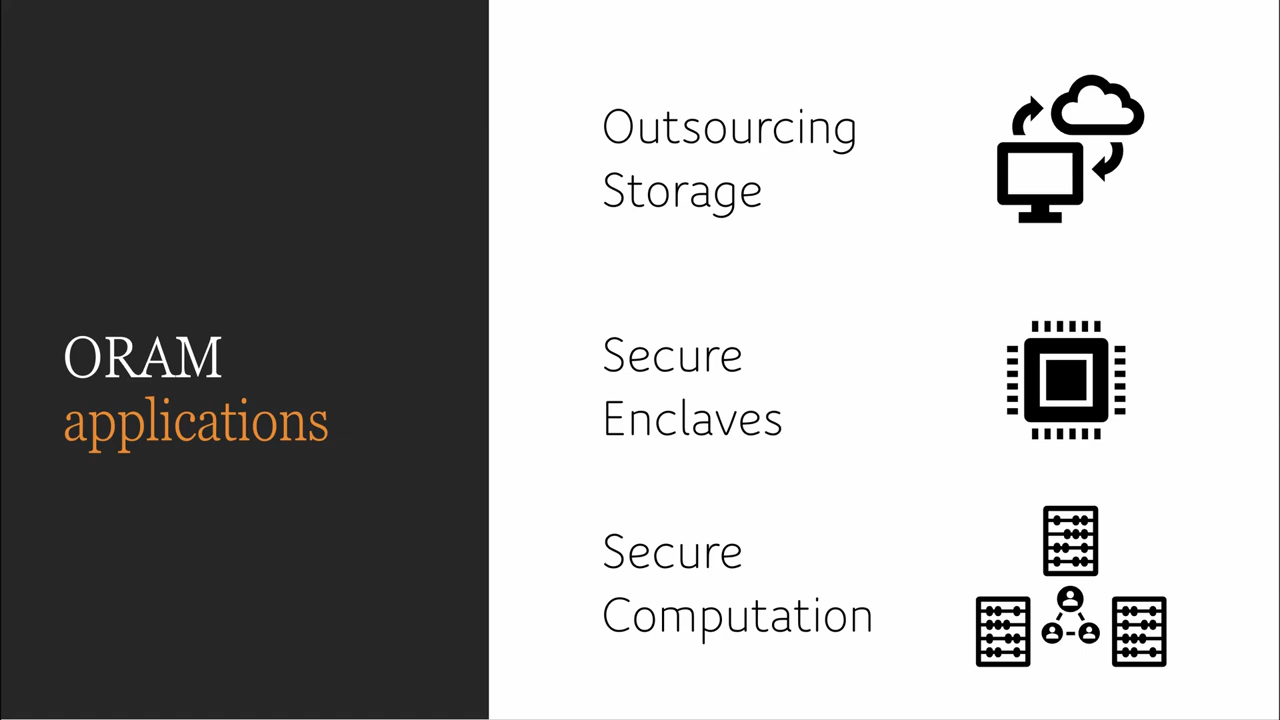 ORAM
applications
Outsourcing
Storage
Secure
Enclaves
Secure
Computation